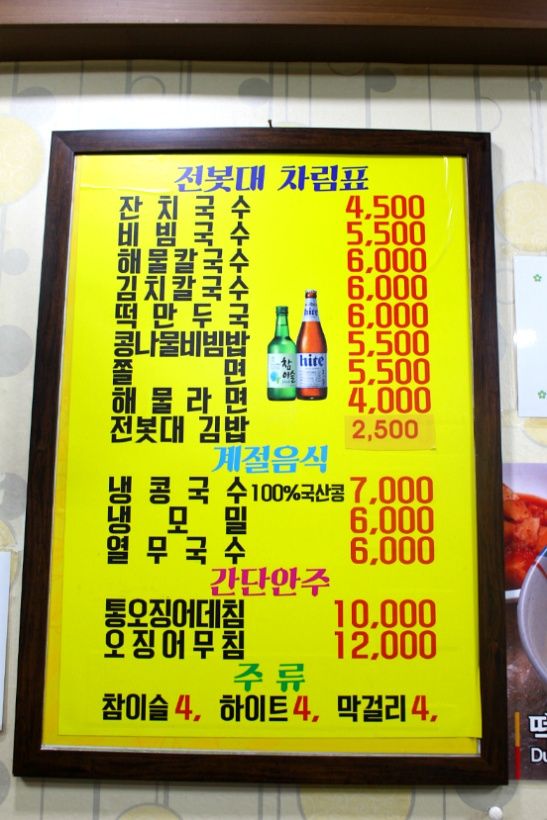 전봇대 차림표
잔치국수 4,500
비빔국수 5,500
해물칼국수 6,000
김치칼국수 6,000
떡만두국 6,000
콩나물비빔밥 5,500
쫄면 5,500
해물라면 4,000
전봇대 김밥 2,500
참이슬
hite
hite
계절음식
냉콩국수 100%국산콩 7,000
냉모밀 6,000
열무국수 6,000
간단안주
통오징어데침 10,000
오징어무침 12,000
주류
참이슬 4, 하이트 4, 막걸리 4,